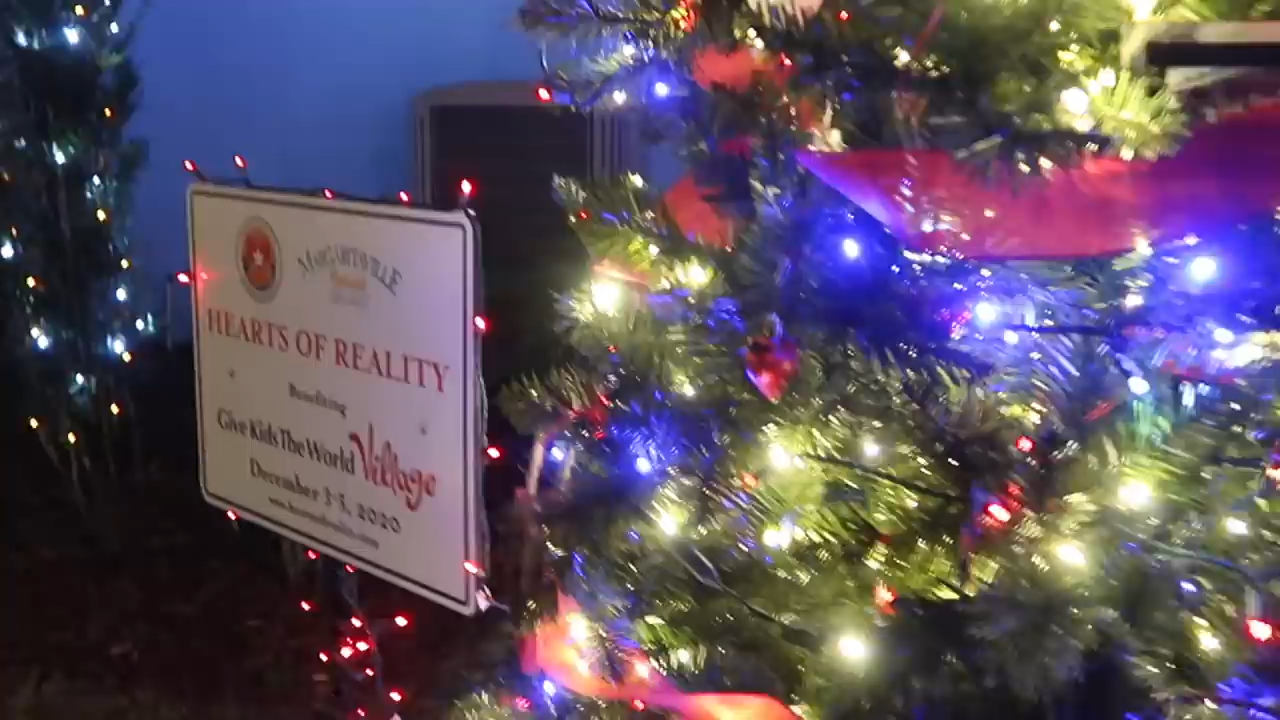 MARGARITAVILLE
HEARTS OF REALITY
Benefiting
Give Kids The World Village
December 3-5, 2020